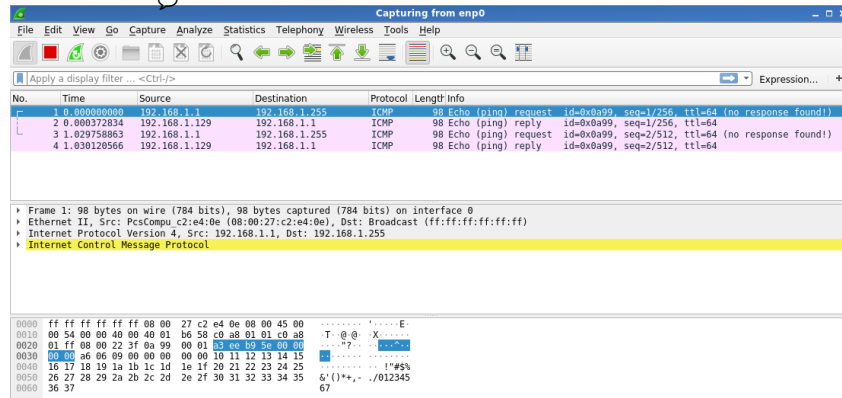 Capturing from enp0
File Edit View Go Capture Analyze Statistics Telephony Wireless Tools Help
Apply a display filter ... <Ctrl-/> Expression... +
No. Time Source Destination Protocol Length Info
1 0.000000000 192.168.1.1 192.168.1.255 ICMP 98 Echo (ping) request id=0x0a99, seq=1/256, ttl=64 (no response found!)
2 0.000372834 192.168.1.129 192.168.1.1 ICMP 98 Echo (ping) reply id=0x0a99, seq=1/256, ttl=64
3 1.029758863 192.168.1.1 192.168.1.255 ICMP 98 Echo (ping) request id=0x0a99, seq=2/512, ttl=64 (no response found!)
4 1.030120566 192.168.1.129 192.168.1.1 ICMP 98 Echo (ping) reply id=0x0a99, seq=2/512, ttl=64
Frame 1: 98 bytes on wire (784 bits), 98 bytes captured (784 bits) on interface 0
Ethernet II, Src: PcsCompu_c2:e4:0e (08:00:27:c2:e4:0e), Dst: Broadcast (ff:ff:ff:ff:ff:ff)
Internet Protocol Version 4, Src: 192.168.1.1, Dst: 192.168.1.255
Internet Control Message Protocol
0000 ff ff ff ff ff ff 08 00 27 c2 e4 0e 08 00 45 00 ········ '·····E·
0010 00 54 00 00 40 00 40 01 b6 58 c0 a8 01 01 c0 a8 ·T··@·@· ·X······
0020 01 ff 08 00 22 3f 0a 99 00 01 a3 ee b9 5e 00 00 ····"?·· ·····^··
0030 00 00 a6 06 09 00 00 00 00 00 10 11 12 13 14 15 ········ ········
0040 16 17 18 19 1a 1b 1c 1d 1e 1f 20 21 22 23 24 25 ········ ·· !"#$%
0050 26 27 28 29 2a 2b 2c 2d 2e 2f 30 31 32 33 34 35 &'()*+,- ./012345
0060 36 37 67